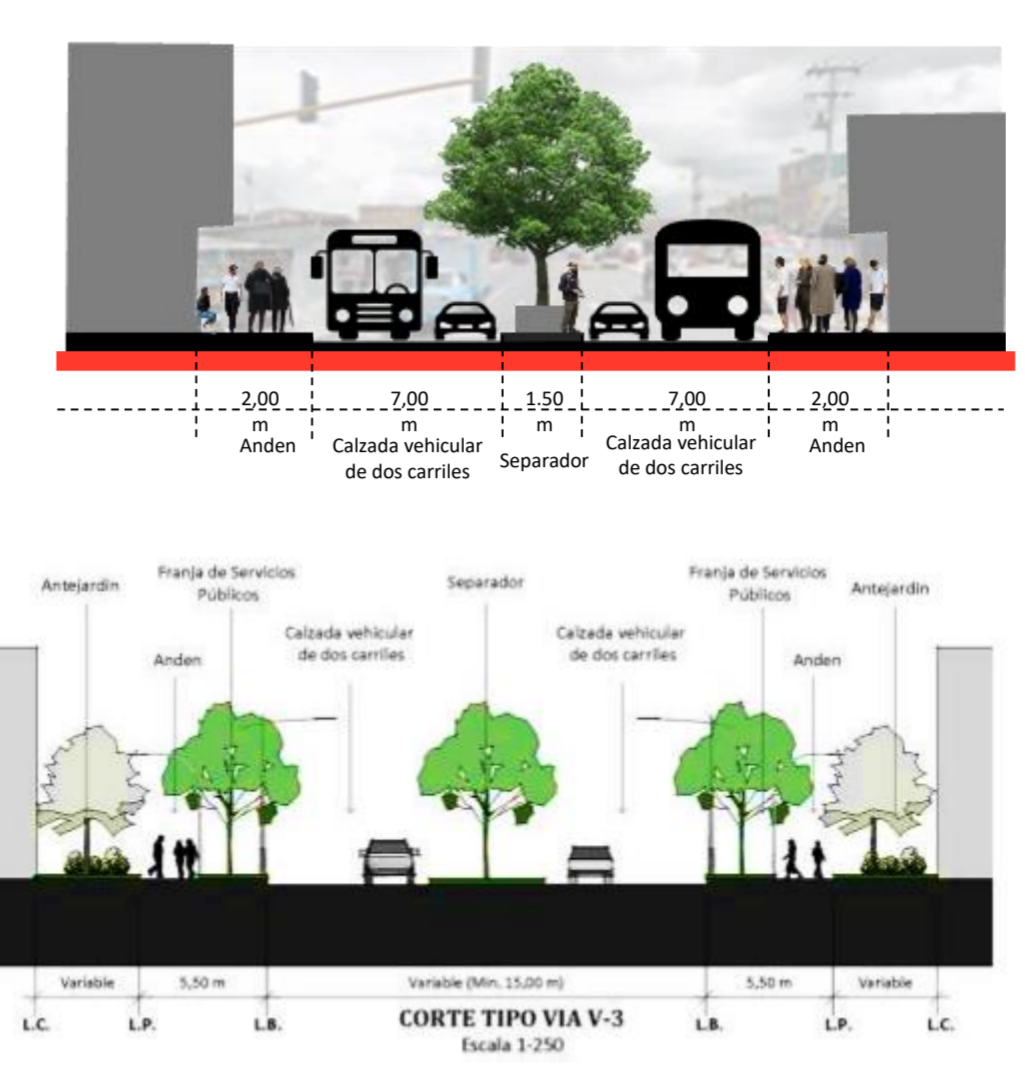 2,00 7,00 1.50 7,00 2,00
m m m m m
Anden Calzada vehicular Separador Calzada vehicular Anden
de dos carriles de dos carriles
Antejardin Franja de Servicios Separador Franja de Servicios Antejardin
Públicos Públicos
Calzada vehicular Calzada vehicular
Anden de dos carriles de dos carriles Anden
Variable 5,50 m Variable (Min. 15,00 m) 5,50 m Variable
L.C. L.P. L.B. CORTE TIPO VIA V-3 L.B. L.P. L.C.
Escala 1-250